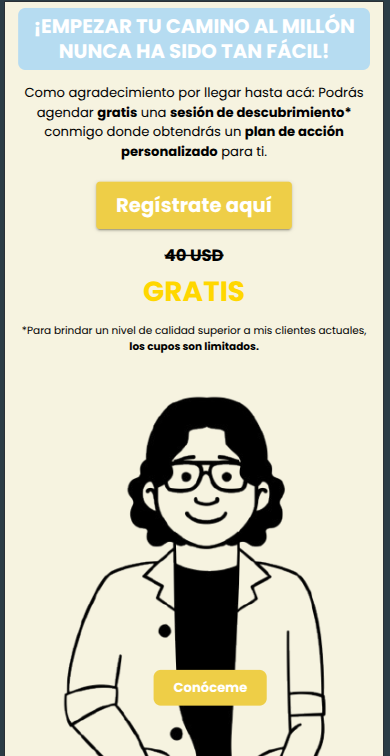 ¡EMPEZAR TU CAMINO AL MILLÓN
NUNCA HA SIDO TAN FÁCIL!
Como agradecimiento por llegar hasta acá: Podrás
agendar gratis una sesión de descubrimiento*
conmigo donde obtendrás un plan de acción
personalizado para ti.
Regístrate aquí
40 USD
GRATIS
*Para brindar un nivel de calidad superior a mis clientes actuales,
los cupos son limitados.
Conóceme